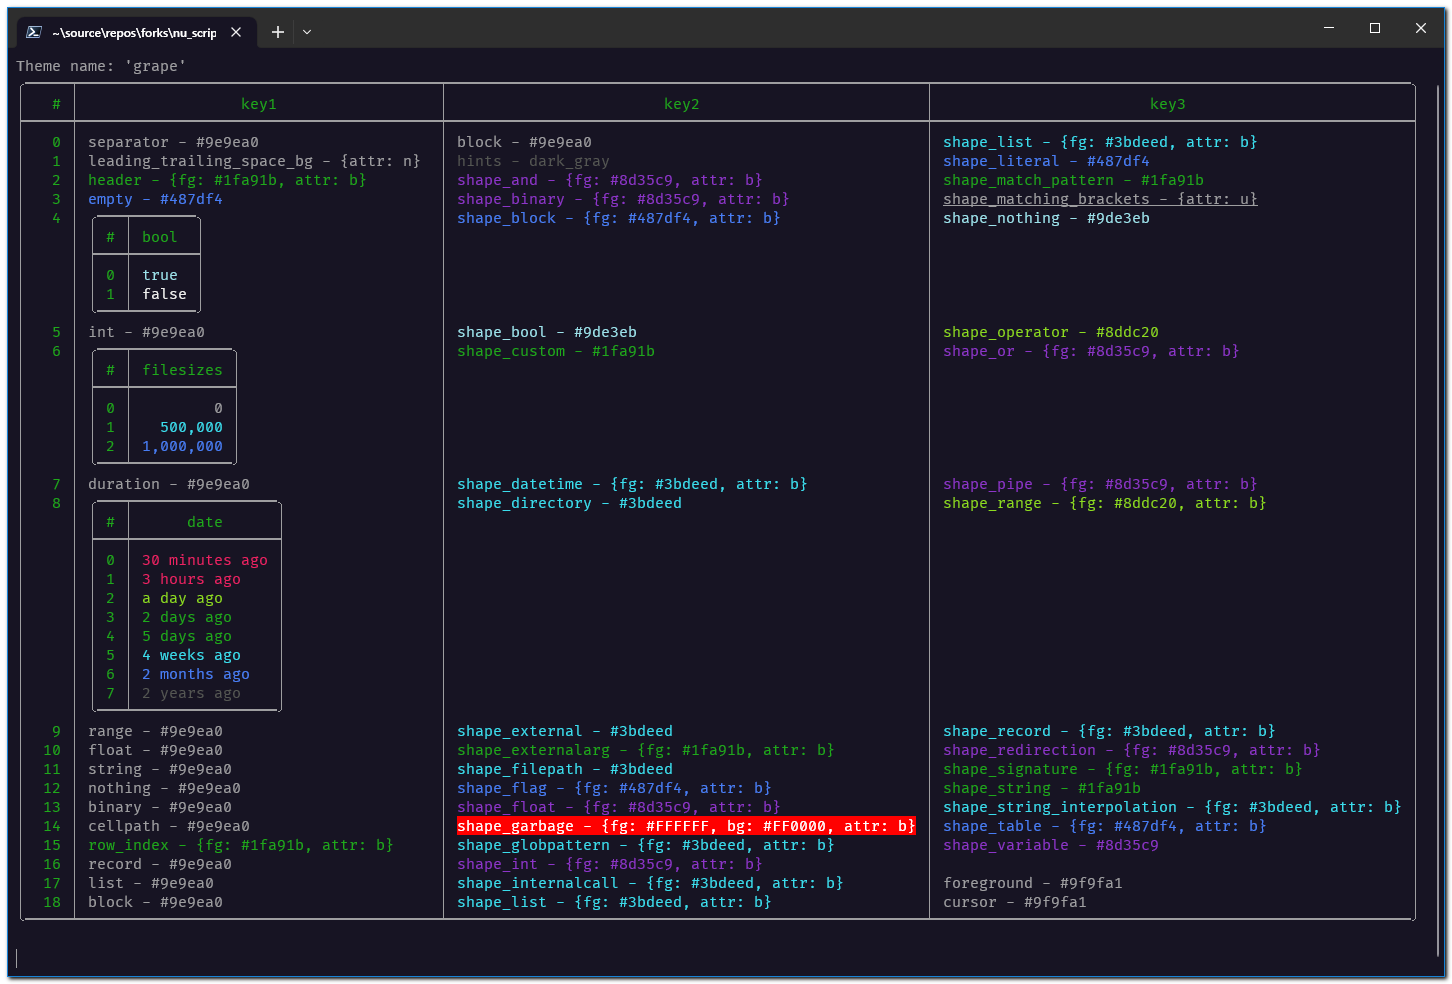 ~\source\repos\forks\nu_scrip
Theme name: 'grape'
# key1 key2 key3
0 separator - #9e9ea0 block - #9e9ea0 shape_list - {fg: #3bdeed, attr: b}
1 leading_trailing_space_bg - {attr: n} hints - dark_gray shape_literal - #487df4
2 header - {fg: #1fa91b, attr: b} shape_and - {fg: #8d35c9, attr: b} shape_match_pattern - #1fa91b
3 empty - #487df4 shape_binary - {fg: #8d35c9, attr: b} shape_matching_brackets - {attr: u}
4 shape_block - {fg: #487df4, attr: b} shape_nothing - #9de3eb
# bool
0 true
1 false
5 int - #9e9ea0 shape_bool - #9de3eb shape_operator - #8ddc20
6 shape_custom - #1fa91b shape_or - {fg: #8d35c9, attr: b}
# filesizes
0 0
1 500,000
2 1,000,000
7 duration - #9e9ea0 shape_datetime - {fg: #3bdeed, attr: b} shape_pipe - {fg: #8d35c9, attr: b}
8 shape_directory - #3bdeed shape_range - {fg: #8ddc20, attr: b}
# date
0 30 minutes ago
1 3 hours ago
2 a day ago
3 2 days ago
4 5 days ago
5 4 weeks ago
6 2 months ago
7 2 years ago
9 range - #9e9ea0 shape_external - #3bdeed shape_record - {fg: #3bdeed, attr: b}
10 float - #9e9ea0 shape_externalarg - {fg: #1fa91b, attr: b} shape_redirection - {fg: #8d35c9, attr: b}
11 string - #9e9ea0 shape_filepath - #3bdeed shape_signature - {fg: #1fa91b, attr: b}
12 nothing - #9e9ea0 shape_flag - {fg: #487df4, attr: b} shape_string - #1fa91b
13 binary - #9e9ea0 shape_float - {fg: #8d35c9, attr: b} shape_string_interpolation - {fg: #3bdeed, attr: b}
14 cellpath - #9e9ea0 shape_garbage - {fg: #FFFFFF, bg: #FF0000, attr: b} shape_table - {fg: #487df4, attr: b}
15 row_index - {fg: #1fa91b, attr: b} shape_globpattern - {fg: #3bdeed, attr: b} shape_variable - #8d35c9
16 record - #9e9ea0 shape_int - {fg: #8d35c9, attr: b}
17 list - #9e9ea0 shape_internalcall - {fg: #3bdeed, attr: b} foreground - #9f9fa1
18 block - #9e9ea0 shape_list - {fg: #3bdeed, attr: b} cursor - #9f9fa1